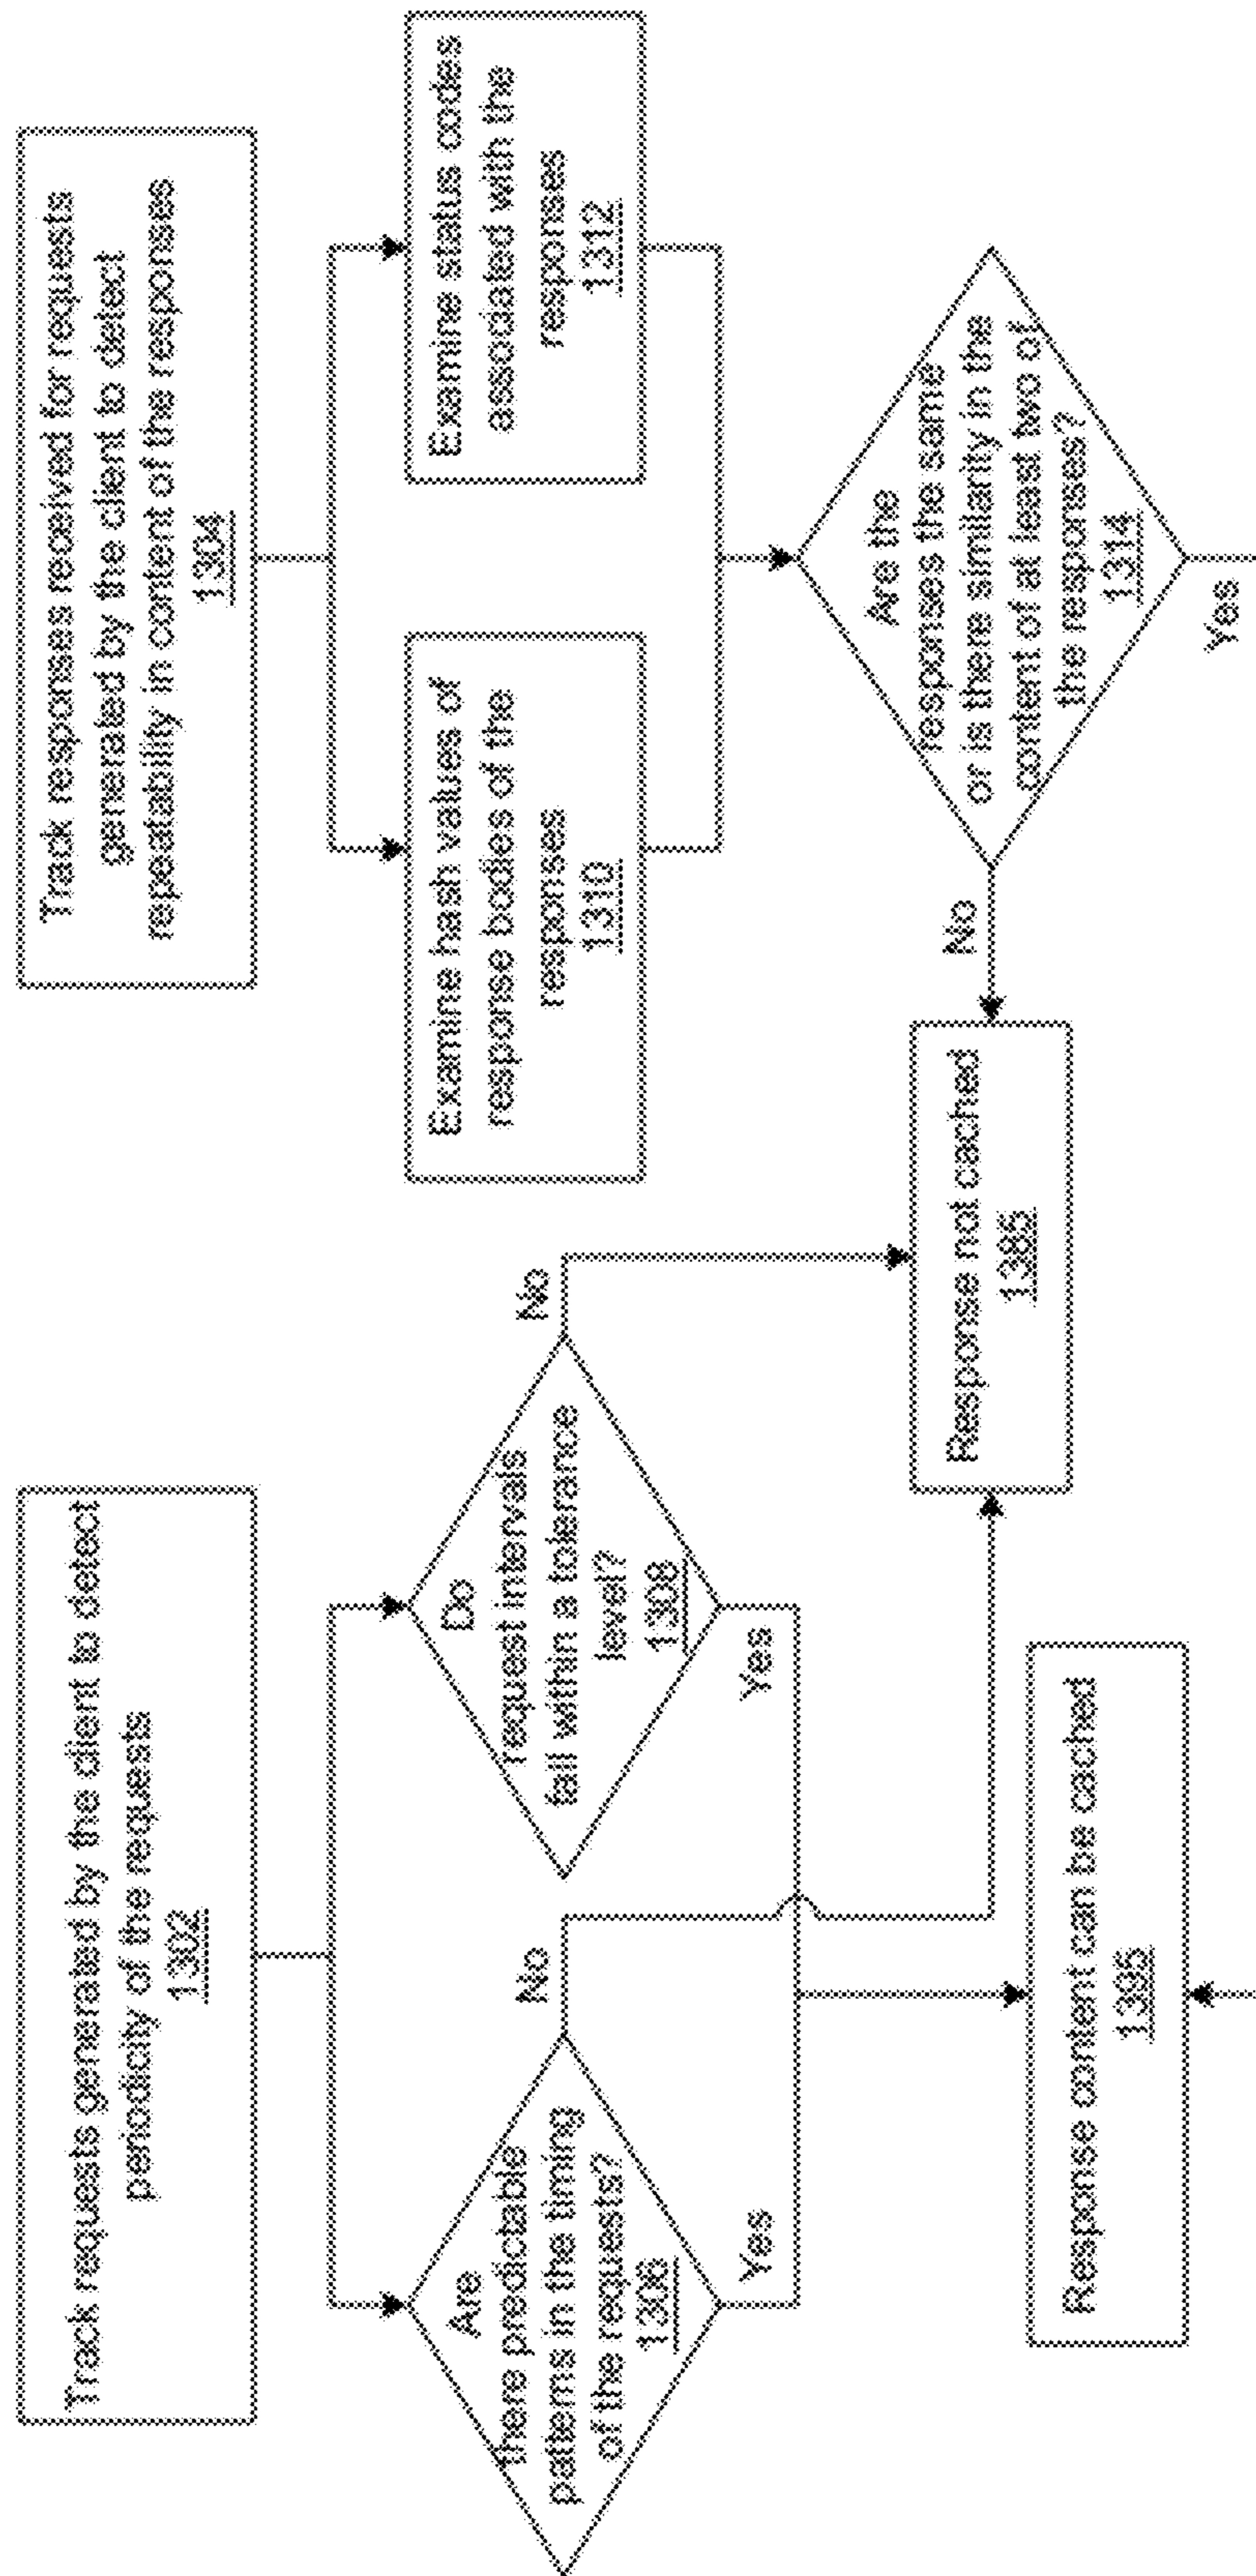 Track requests generated by the client to detect
periodicity of the requests
1302
Are
there predictable
patterns in the timing
of the requests?
1306
Yes
No
Do
request intervals
fall within a tolerance
level?
1308
Yes
No
Response content can be cached
1395
Response not cached
1385
Track responses received for requests
generated by the client to detect
repeatability in content of the responses
1304
Examine hash values of
response bodies of the
responses
1310
Examine status codes
associated with the
responses
1312
Are the
responses the same
or is there similarity in the
content of at least two of
the responses?
1314
No
Yes